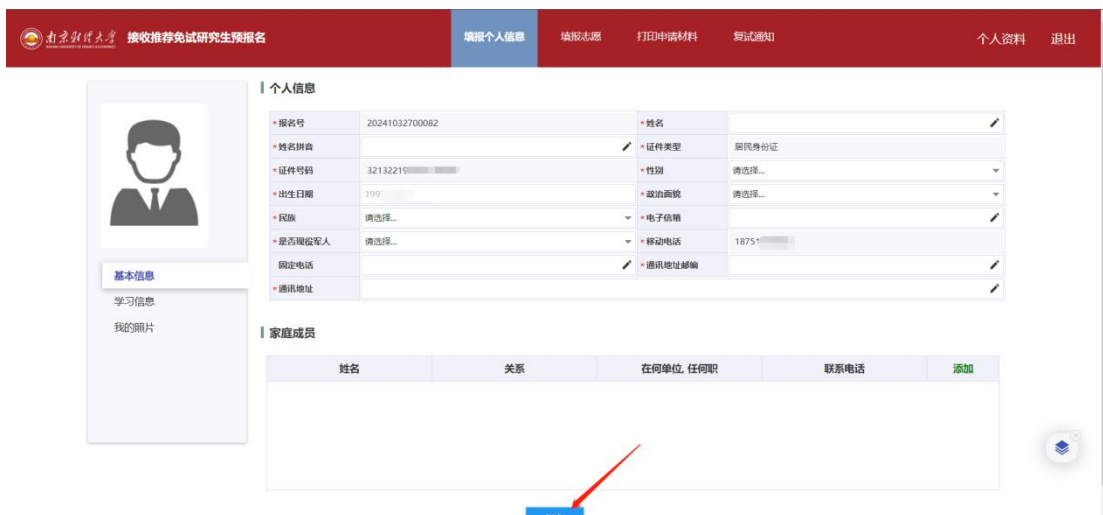 南京财经大学 接收推荐免试研究生预报名 填报个人信息 填报志愿 打印申请材料 复试通知 个人资料 退出
个人信息
*报名号 20241032700082 *姓名
*姓名拼音 *证件类型 居民身份证
*证件号码 32132219 *性别 请选择...
*出生日期 199 *政治面貌 请选择...
*民族 请选择... *电子信箱
*是否现役军人 请选择... *移动电话 1875
固定电话 *通讯地址邮编
*通讯地址
基本信息
学习信息
我的照片
家庭成员
姓名 关系 在何单位, 任何职 联系电话 添加